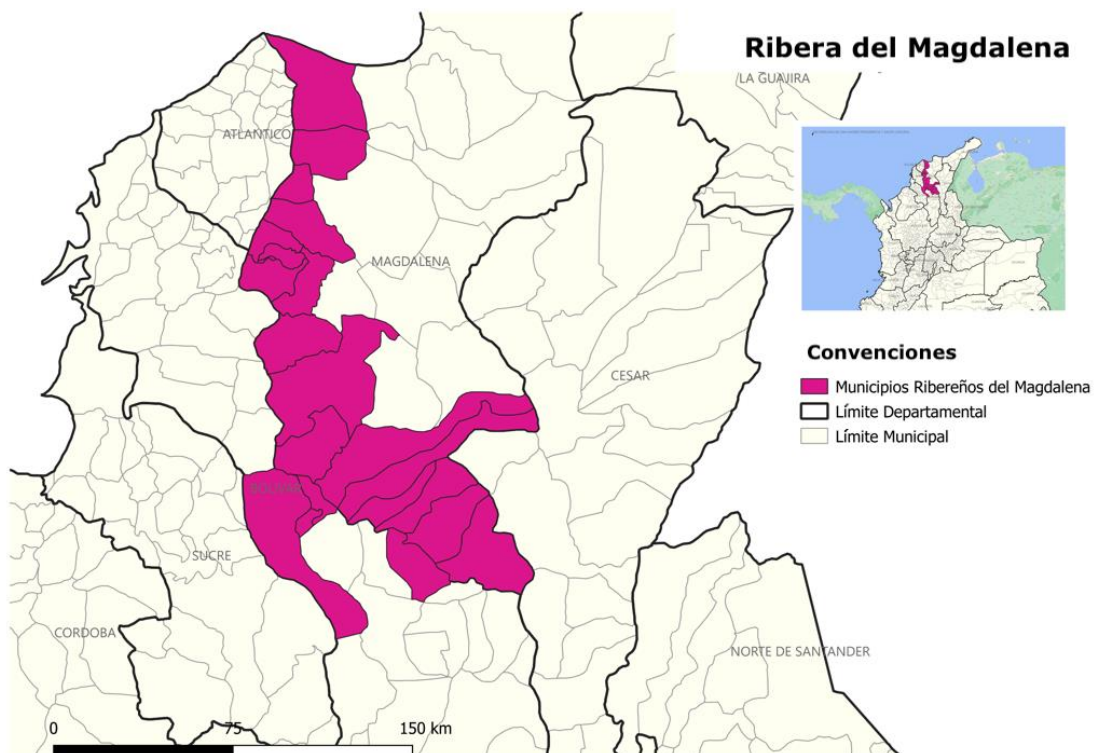 Ribera del Magdalena
LA GUAJIRA
ATLANTICO
MAGDALENA
CESAR
BOLIVAR
SUCRE
CORDOBA
NORTE DE SANTANDER
Convenciones
Municipios Ribereños del Magdalena
Límite Departamental
Límite Municipal
0 75 150 km